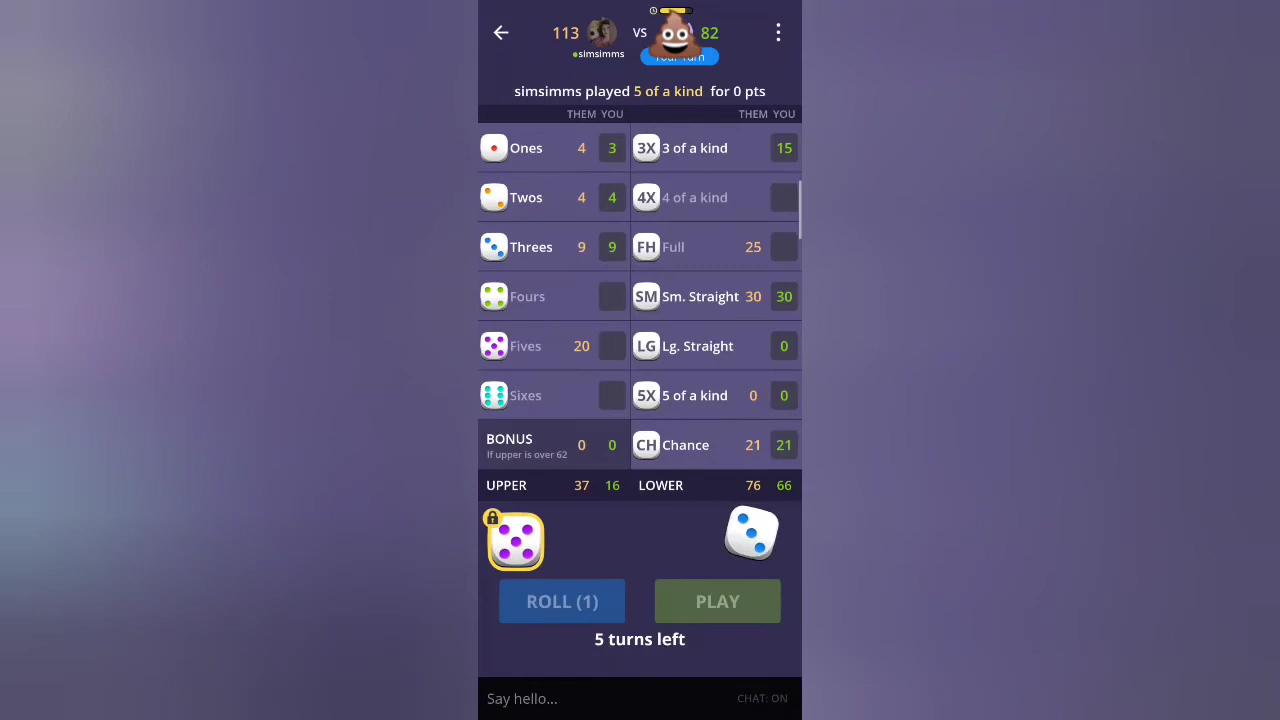 113 VS 82
simsimms
Your Turn
simsimms played 5 of a kind for 0 pts
THEM YOU THEM YOU
Ones 4 3 3X 3 of a kind 15
Twos 4 4 4X 4 of a kind
Threes 9 9 FH Full 25
Fours SM Sm. Straight 30 30
Fives 20 LG Lg. Straight 0
Sixes 5X 5 of a kind 0 0
BONUS 0 0 CH Chance 21 21
If upper is over 62
UPPER 37 16 LOWER 76 66
ROLL (1) PLAY
5 turns left
Say hello... CHAT: ON